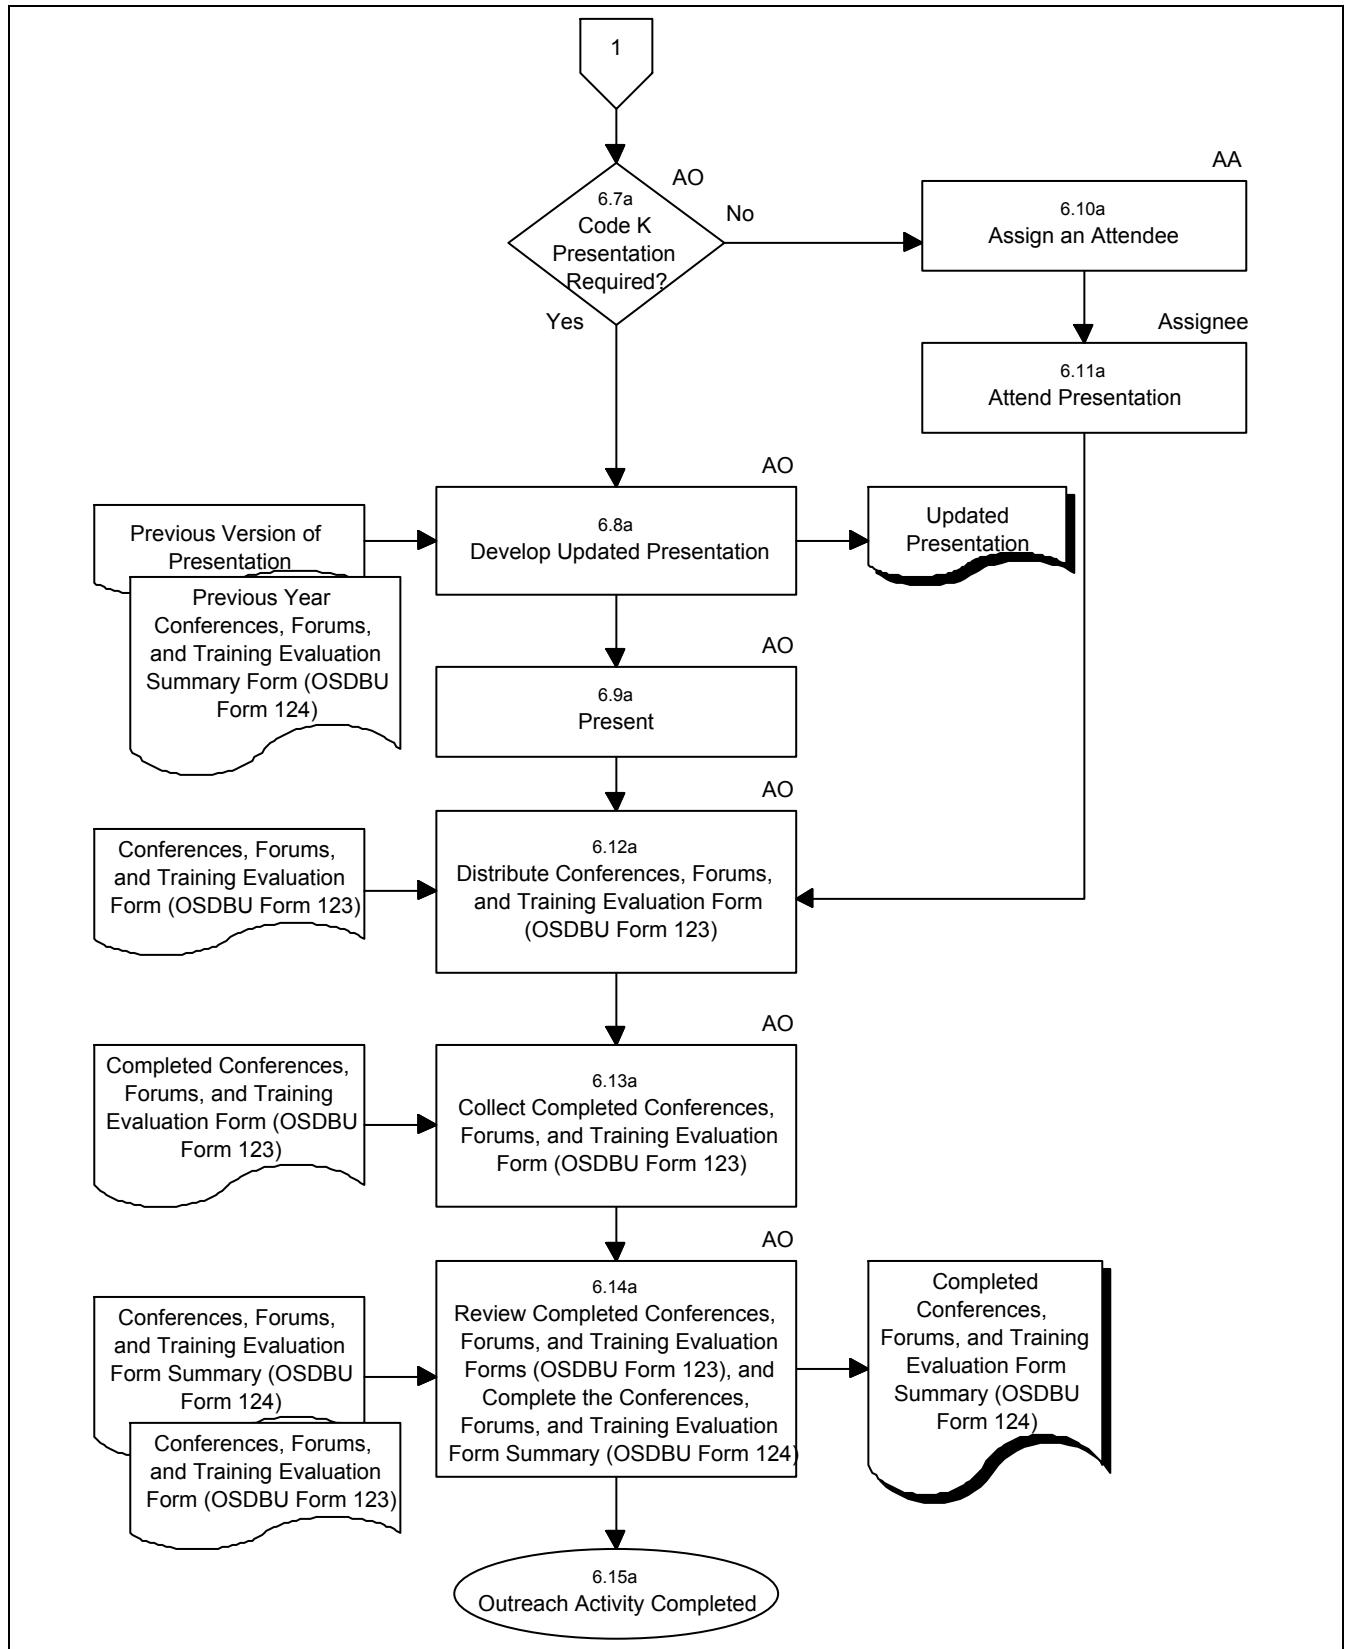 1
AO
6.7a
Code K
Presentation
Required?
No
Yes
AA
6.10a
Assign an Attendee
Assignee
6.11a
Attend Presentation
AO
Previous Version of
Presentation
Previous Year
Conferences, Forums,
and Training Evaluation
Summary Form (OSDBU
Form 124)
6.8a
Develop Updated Presentation
Updated
Presentation
AO
6.9a
Present
AO
Conferences, Forums,
and Training Evaluation
Form (OSDBU Form 123)
6.12a
Distribute Conferences, Forums,
and Training Evaluation Form
(OSDBU Form 123)
AO
Completed Conferences,
Forums, and Training
Evaluation Form (OSDBU
Form 123)
6.13a
Collect Completed Conferences,
Forums, and Training Evaluation
Form (OSDBU Form 123)
AO
Conferences, Forums,
and Training Evaluation
Form Summary (OSDBU
Form 124)
Conferences, Forums,
and Training Evaluation
Form (OSDBU Form 123)
6.14a
Review Completed Conferences,
Forums, and Training Evaluation
Forms (OSDBU Form 123), and
Complete the Conferences,
Forums, and Training Evaluation
Form Summary (OSDBU Form 124)
Completed
Conferences,
Forums, and Training
Evaluation Form
Summary (OSDBU
Form 124)
6.15a
Outreach Activity Completed